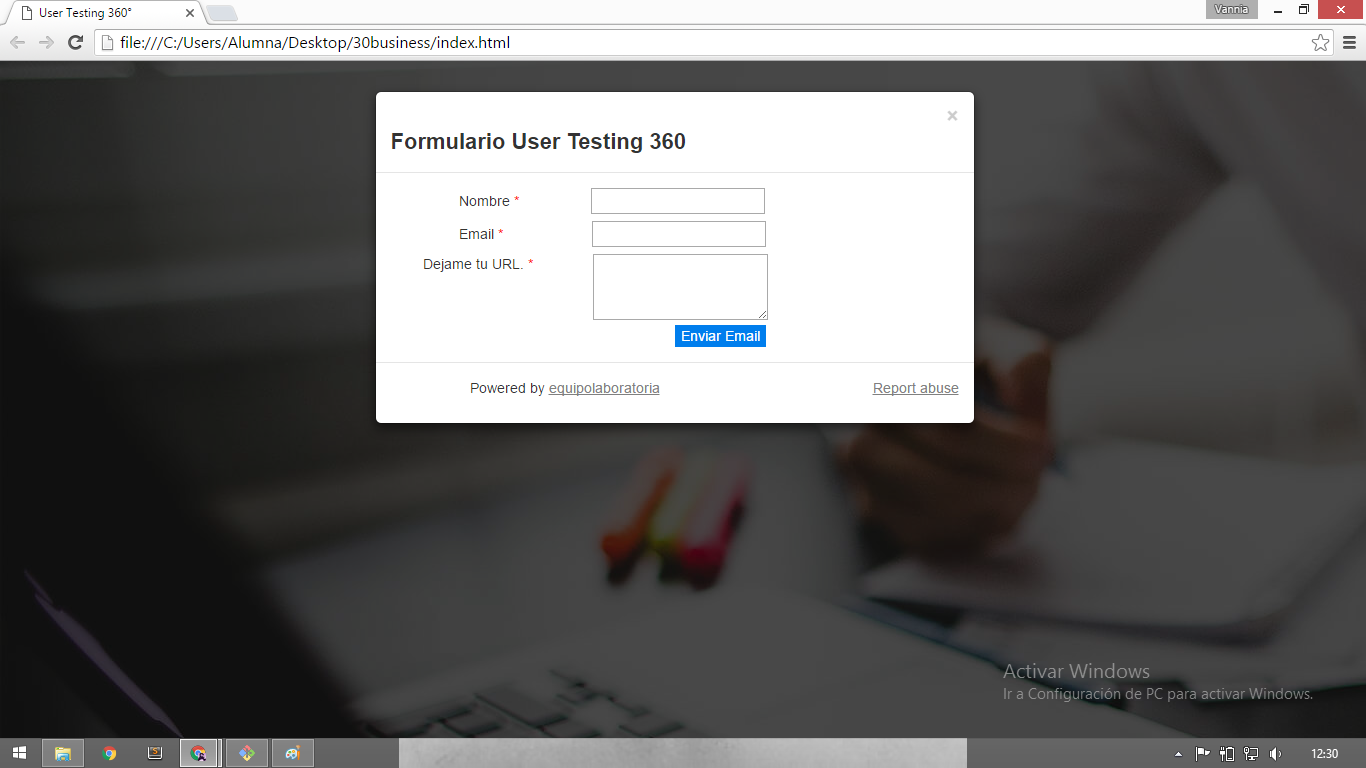 User Testing 360°
Vannia
file:///C:/Users/Alumna/Desktop/30business/index.html
×
Formulario User Testing 360
Nombre *
Email *
Dejame tu URL. *
Enviar Email
Powered by equipolaboratoria
Report abuse
Activar Windows
Ir a Configuración de PC para activar Windows.
12:30